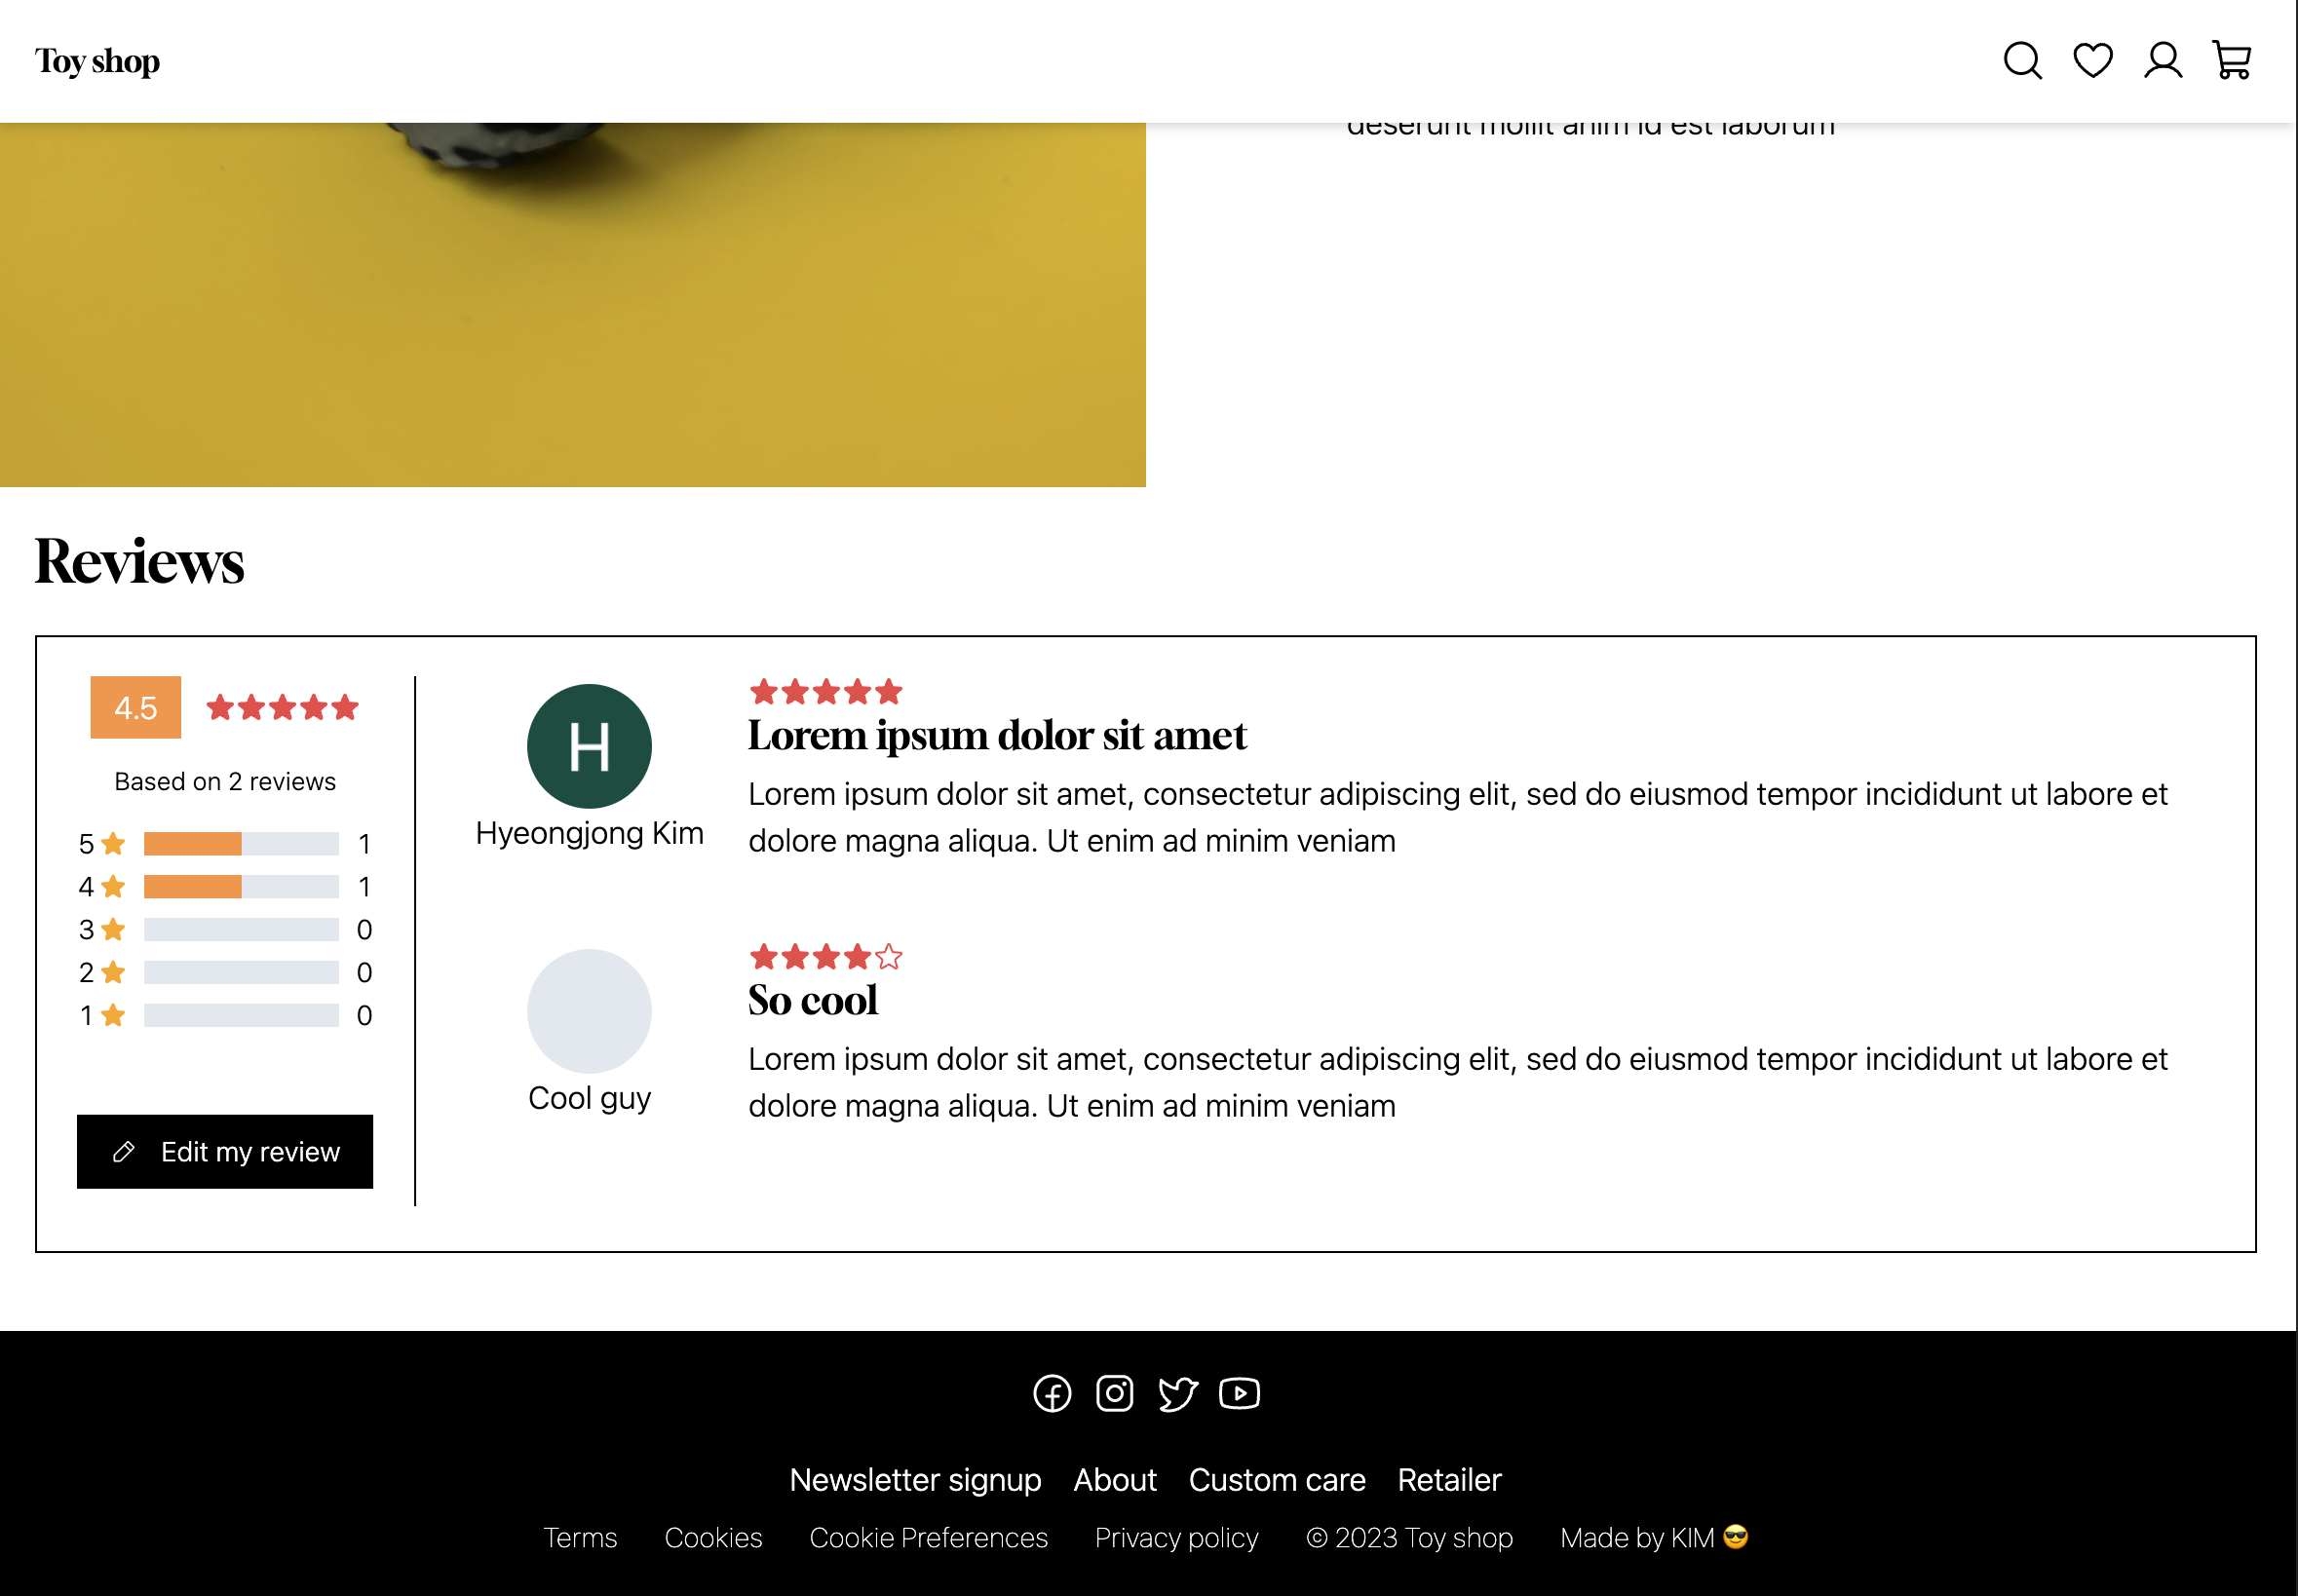 Toy shop
deserunt mollit anim id est laborum
Reviews
4.5
Based on 2 reviews
5 1
4 1
3 0
2 0
1 0
Edit my review
H
Hyeongjong Kim
Lorem ipsum dolor sit amet
Lorem ipsum dolor sit amet, consectetur adipiscing elit, sed do eiusmod tempor incididunt ut labore et
dolore magna aliqua. Ut enim ad minim veniam
Cool guy
So cool
Lorem ipsum dolor sit amet, consectetur adipiscing elit, sed do eiusmod tempor incididunt ut labore et
dolore magna aliqua. Ut enim ad minim veniam
Newsletter signup About Custom care Retailer
Terms Cookies Cookie Preferences Privacy policy © 2023 Toy shop Made by KIM 😎